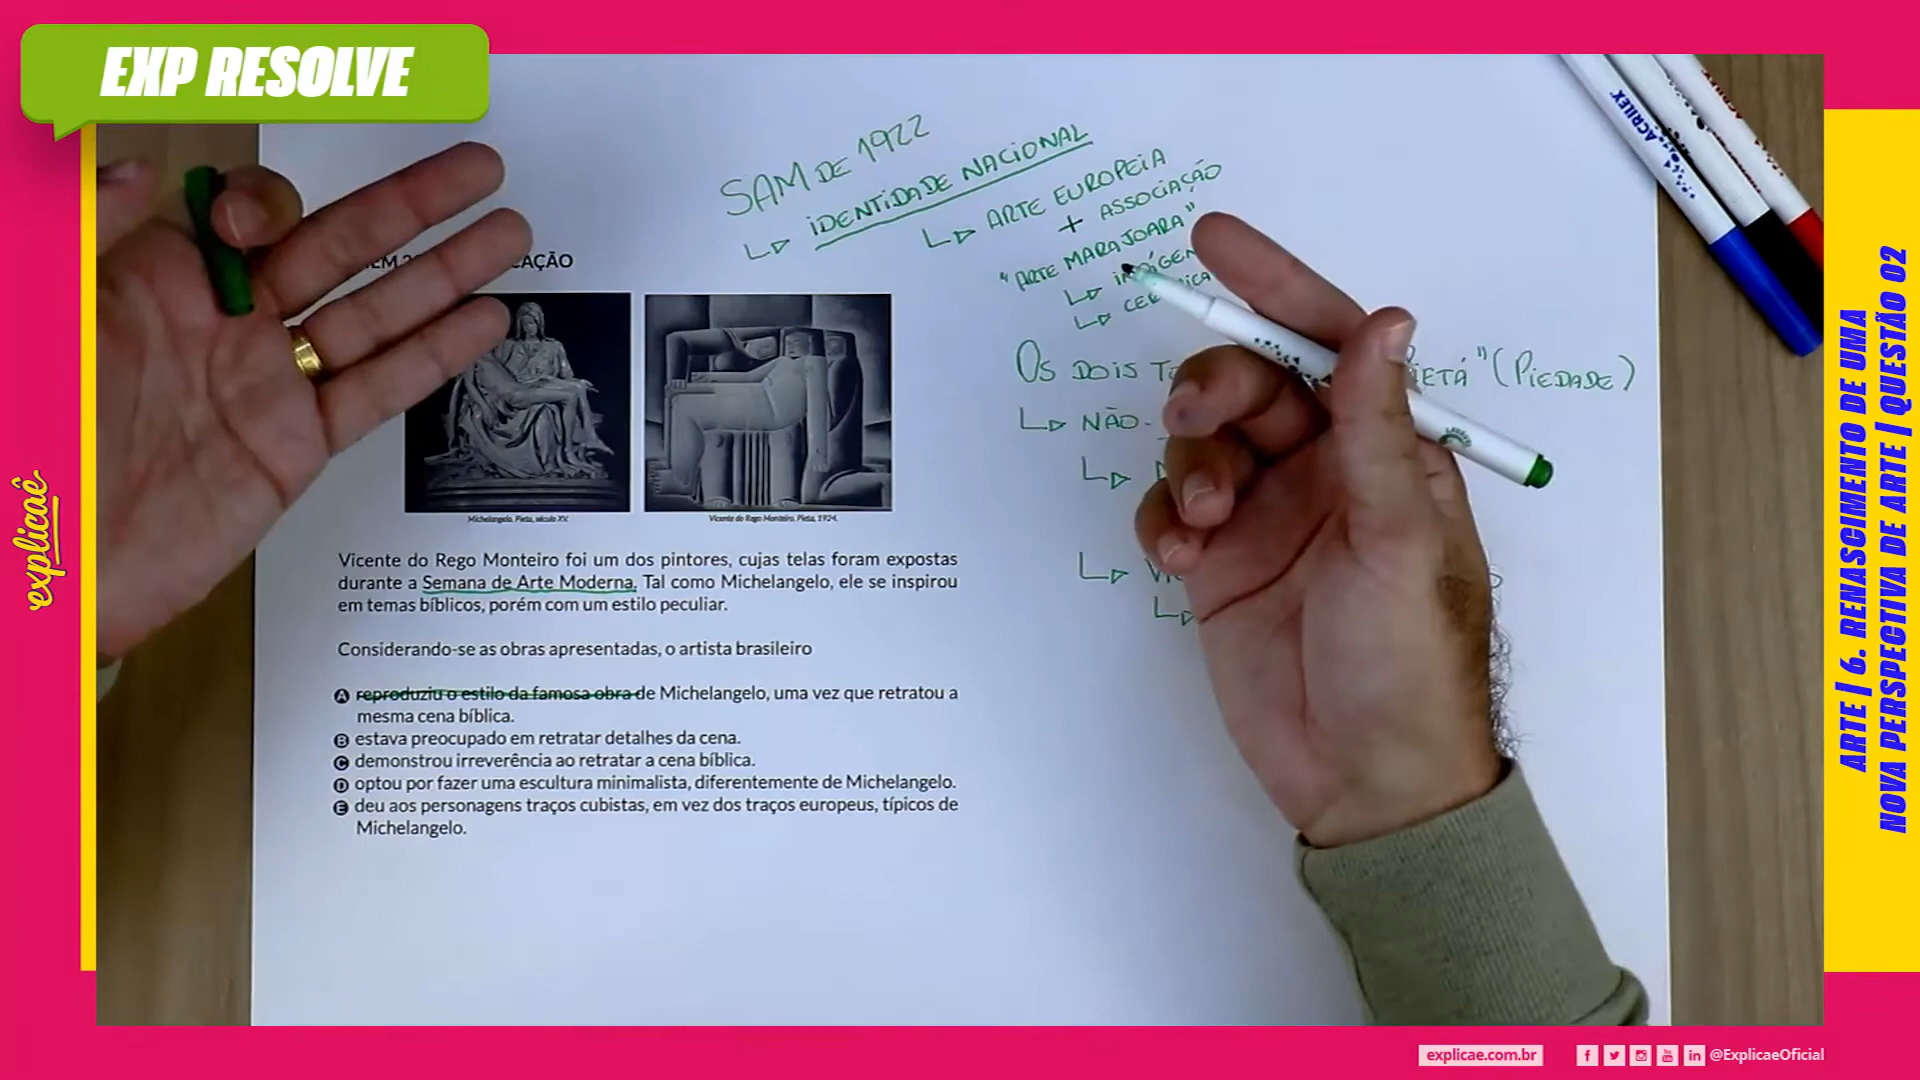 EXP RESOLVE
SAM DE 1922
IDENTIDADE NACIONAL
ARTE EUROPEIA
+ ASSOCIAÇÃO
"ARTE MARAJOARA"
CAÇÃO
OS DOIS
PIETÁ" (PIEDADE)
NÃO
Michelangelo. Pieta, século XV.
Vicente do Rego Monteiro. Pieta, 1924.
Vicente do Rego Monteiro foi um dos pintores, cujas telas foram expostas
durante a Semana de Arte Moderna. Tal como Michelangelo, ele se inspirou
em temas bíblicos, porém com um estilo peculiar.
Considerando-se as obras apresentadas, o artista brasileiro
A reproduziu o estilo da famosa obra de Michelangelo, uma vez que retratou a
mesma cena bíblica.
B estava preocupado em retratar detalhes da cena.
C demonstrou irreverência ao retratar a cena bíblica.
D optou por fazer uma escultura minimalista, diferentemente de Michelangelo.
E deu aos personagens traços cubistas, em vez dos traços europeus, típicos de
Michelangelo.
ACRILEX
explicaê
ARTE | 6. RENASCIMENTO DE UMA
NOVA PERSPECTIVA DE ARTE | QUESTÃO 02
explicae.com.br
@ExplicaeOficial